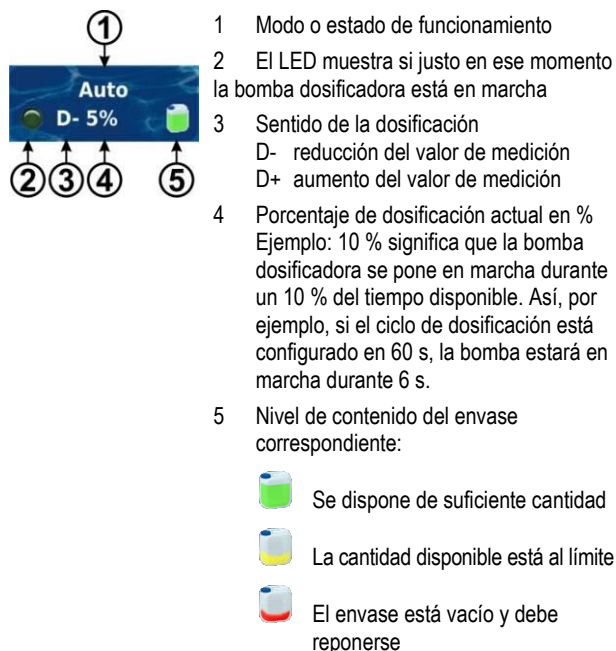 ①
Auto
D- 5%
② ③ ④ ⑤
1 Modo o estado de funcionamiento
2 El LED muestra si justo en ese momento
la bomba dosificadora está en marcha
3 Sentido de la dosificación
D- reducción del valor de medición
D+ aumento del valor de medición
4 Porcentaje de dosificación actual en %
Ejemplo: 10 % significa que la bomba
dosificadora se pone en marcha durante
un 10 % del tiempo disponible. Así, por
ejemplo, si el ciclo de dosificación está
configurado en 60 s, la bomba estará en
marcha durante 6 s.
5 Nivel de contenido del envase
correspondiente:
Se dispone de suficiente cantidad
La cantidad disponible está al límite
El envase está vacío y debe
reponerse